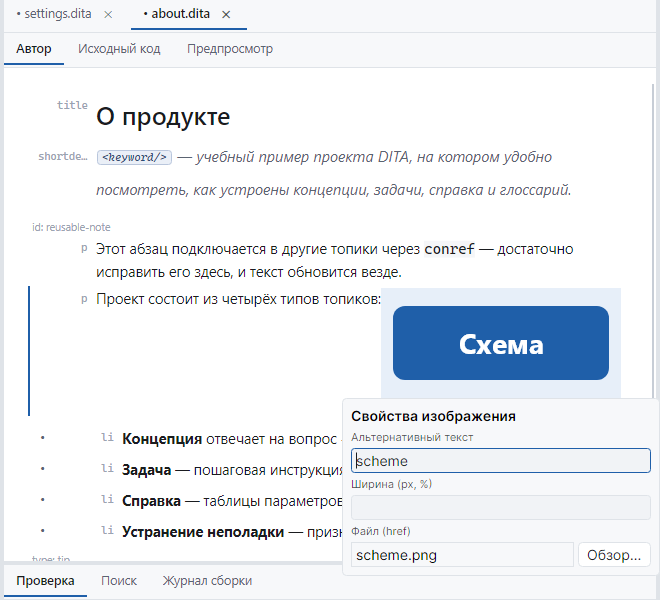 • settings.dita ×
• about.dita ×
Автор Исходный код Предпросмотр
title О продукте
shortde… <keyword/> — учебный пример проекта DITA, на котором удобно
посмотреть, как устроены концепции, задачи, справка и глоссарий.
id: reusable-note
p Этот абзац подключается в другие топики через conref — достаточно
исправить его здесь, и текст обновится везде.
p Проект состоит из четырёх типов топиков:
Схема
• li Концепция отвечает на вопрос
• li Задача — пошаговая инструкция
• li Справка — таблицы параметров
• li Устранение неполадки —
type: tip
Свойства изображения
Альтернативный текст
scheme
Ширина (px, %)
Файл (href)
scheme.png Обзор...
Проверка Поиск Журнал сборки